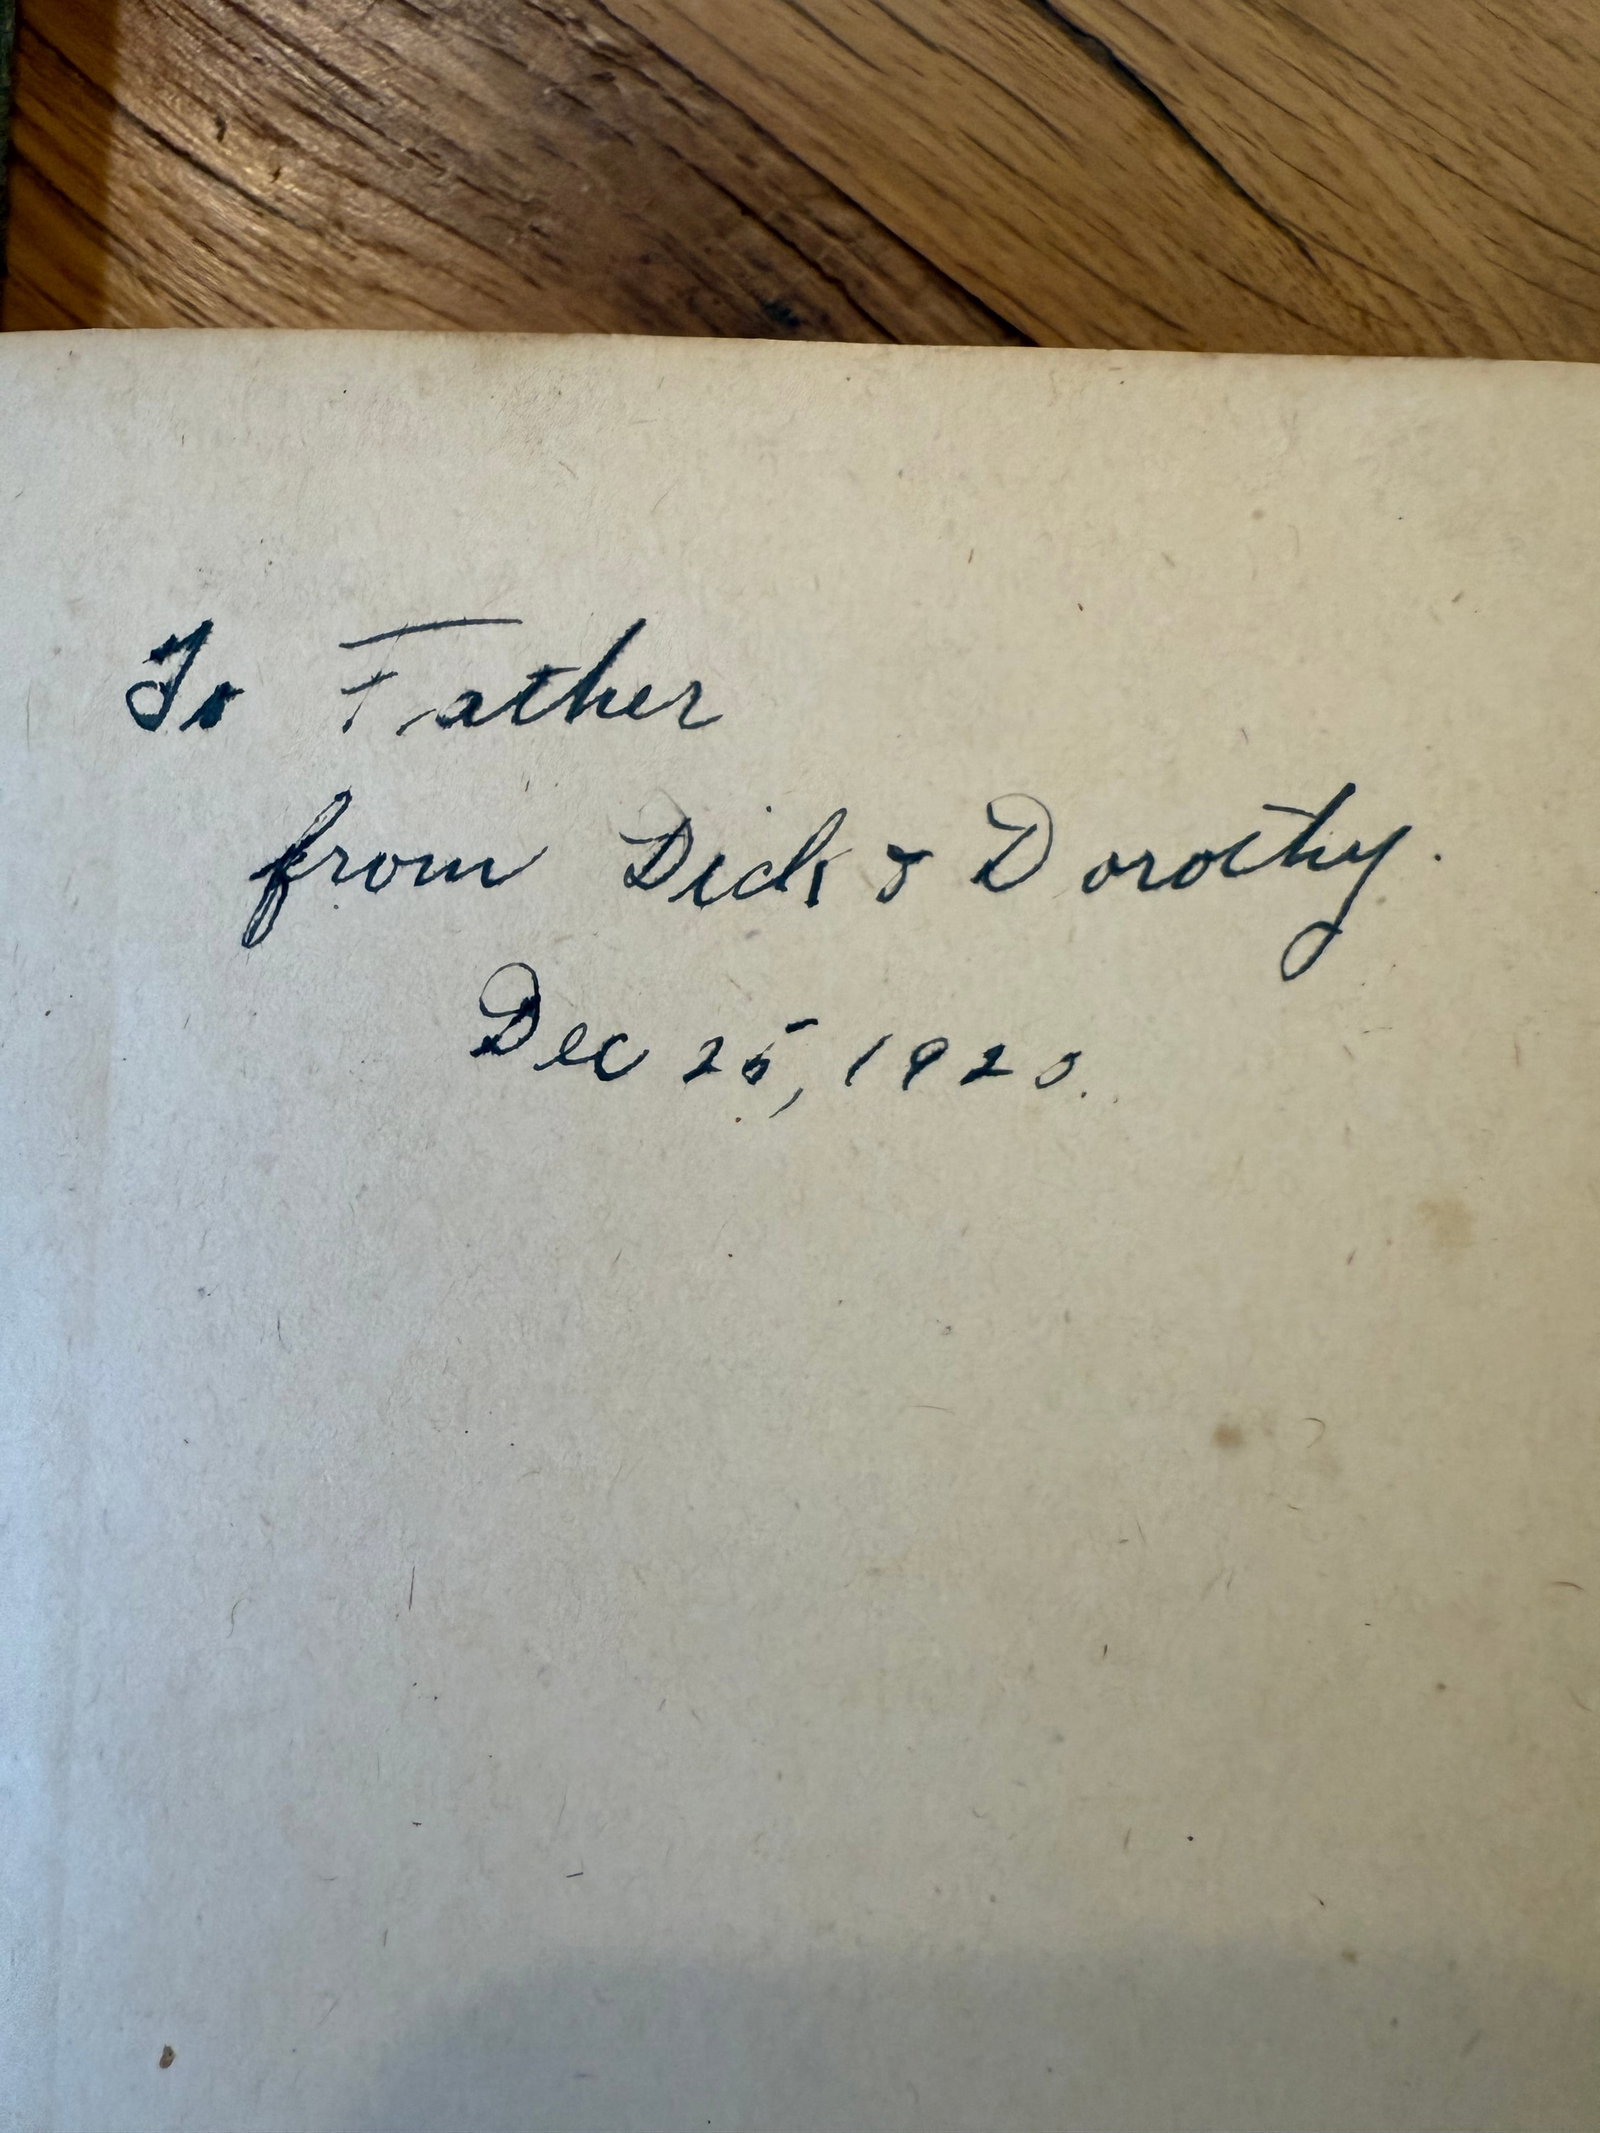 To Father
from Dick & Dorothy.
Dec 25, 1920.